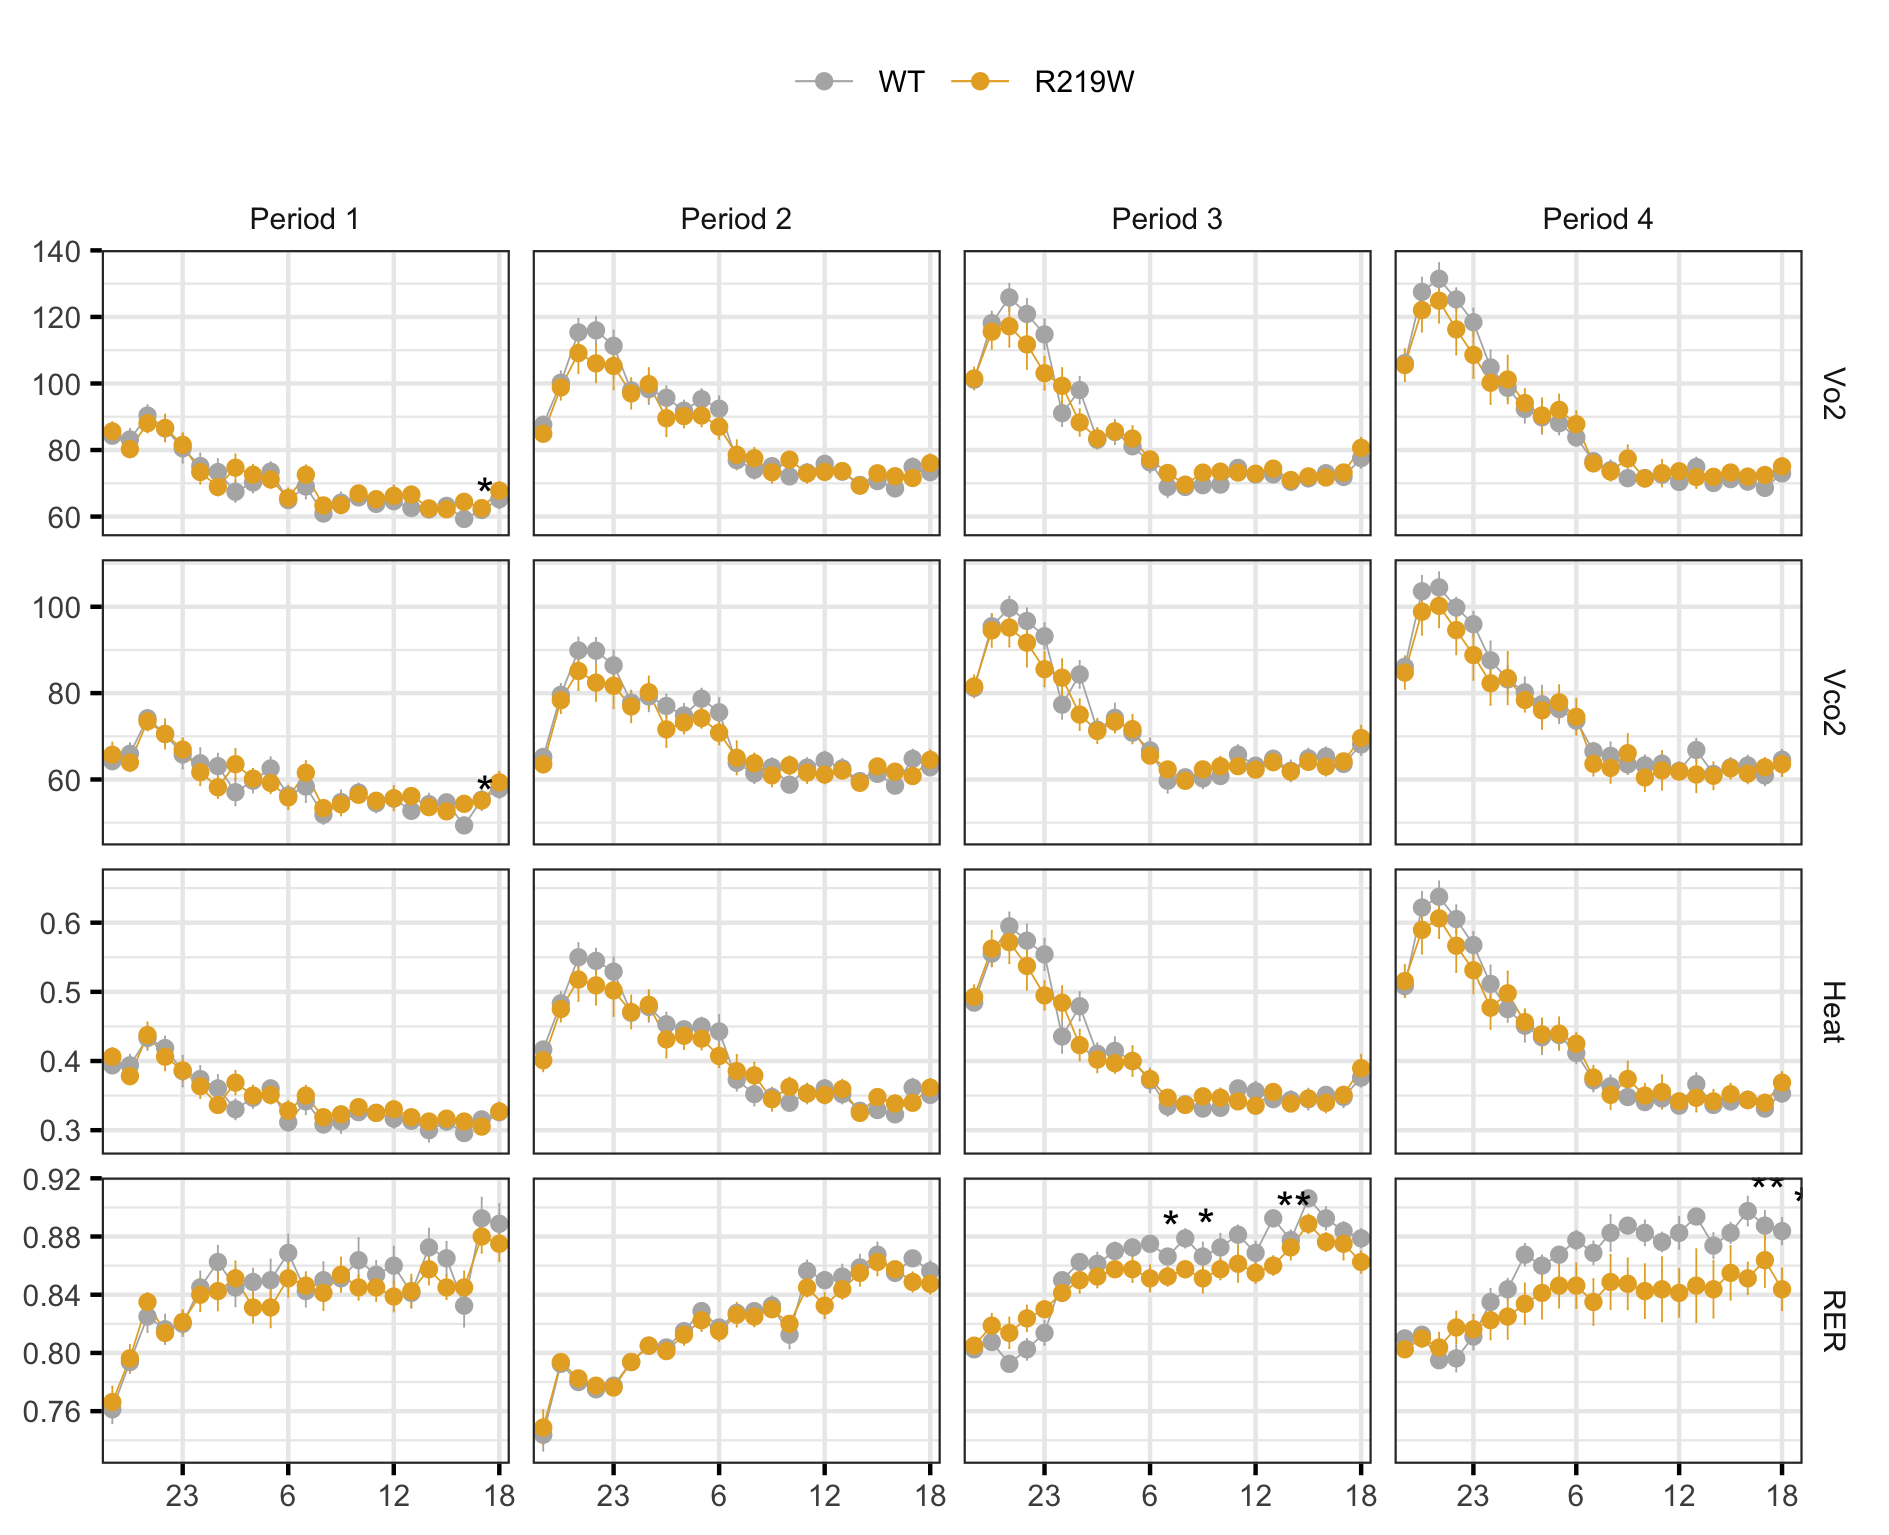 WT R219W
Period 1 Period 2 Period 3 Period 4
140
120
100
80
60
*
Vo2
100
80
60
*
Vco2
0.6
0.5
0.4
0.3
Heat
0.92
0.88
0.84
0.80
0.76
* * ** ** *
RER
23 6 12 18 23 6 12 18 23 6 12 18 23 6 12 18